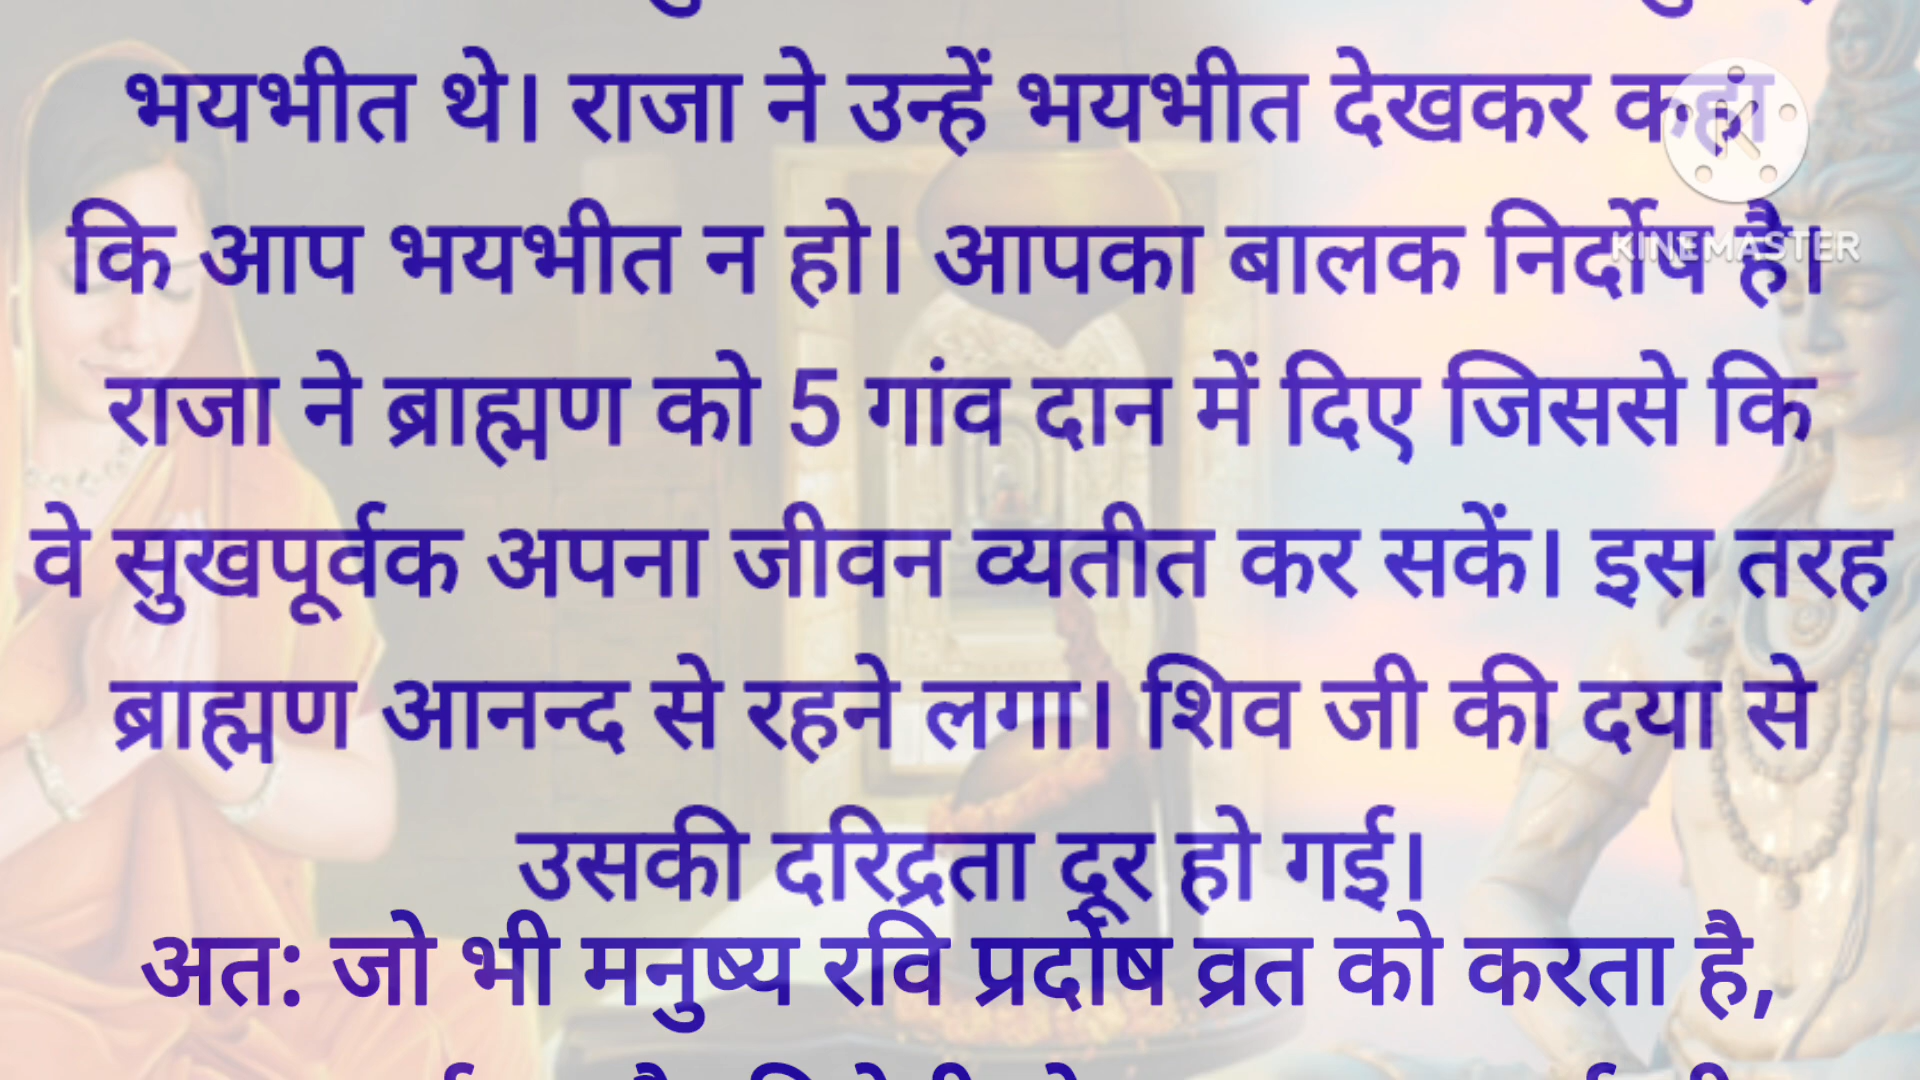 भयभीत थे। राजा ने उन्हें भयभीत देखकर कहा
कि आप भयभीत न हो। आपका बालक निर्दोष है।
KINEMASTER
राजा ने ब्राह्मण को 5 गांव दान में दिए जिससे कि
वे सुखपूर्वक अपना जीवन व्यतीत कर सकें। इस तरह
ब्राह्मण आनन्द से रहने लगा। शिव जी की दया से
उसकी दरिद्रता दूर हो गई।
अत: जो भी मनुष्य रवि प्रदोष व्रत को करता है,